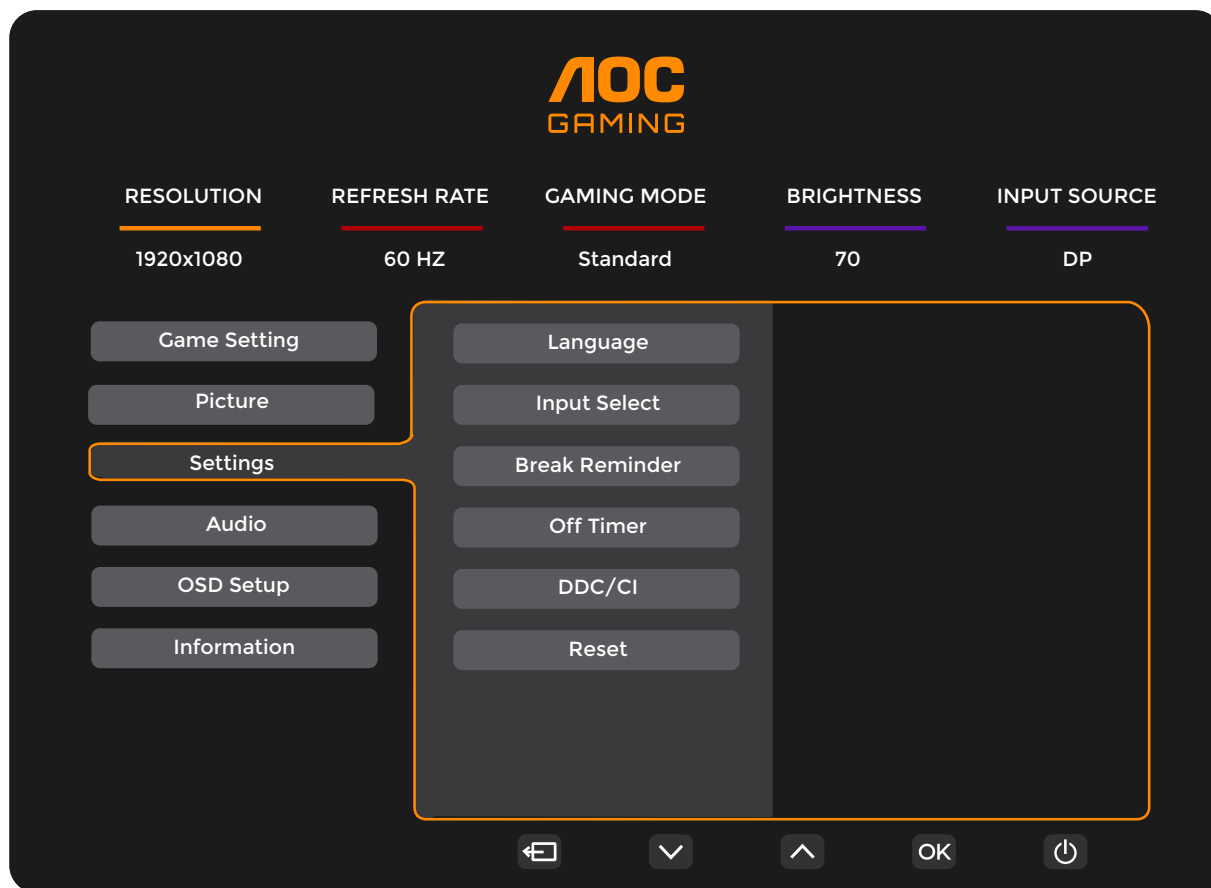 AOC
GAMING
RESOLUTION REFRESH RATE GAMING MODE BRIGHTNESS INPUT SOURCE
1920x1080 60 HZ Standard 70 DP
Game Setting
Picture
Settings
Audio
OSD Setup
Information
Language
Input Select
Break Reminder
Off Timer
DDC/CI
Reset
OK